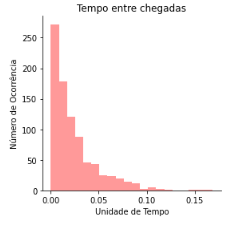 Tempo entre chegadas
250
200
150
100
50
0
Número de Ocorrência
0.00 0.05 0.10 0.15
Unidade de Tempo